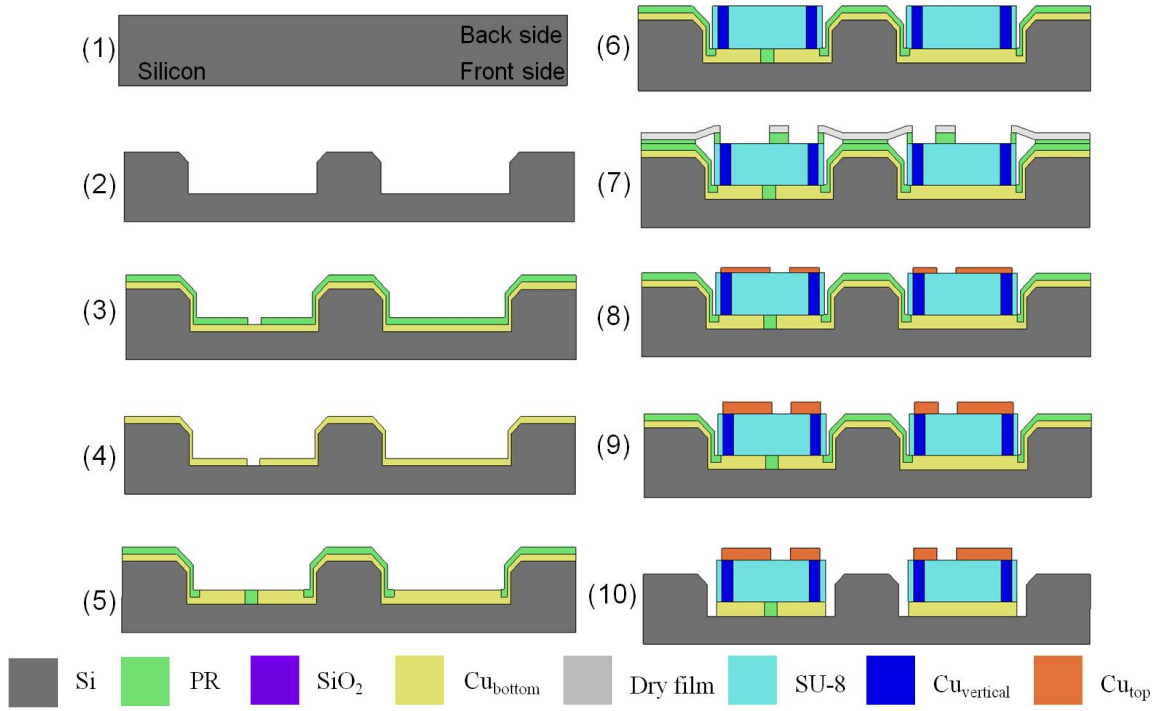 (1)
Back side
Silicon
Front side
(2)
(3)
(4)
(5)
(6)
(7)
(8)
(9)
(10)
Si
PR
SiO2
Cubottom
Dry film
SU-8
Cuvertical
Cutop